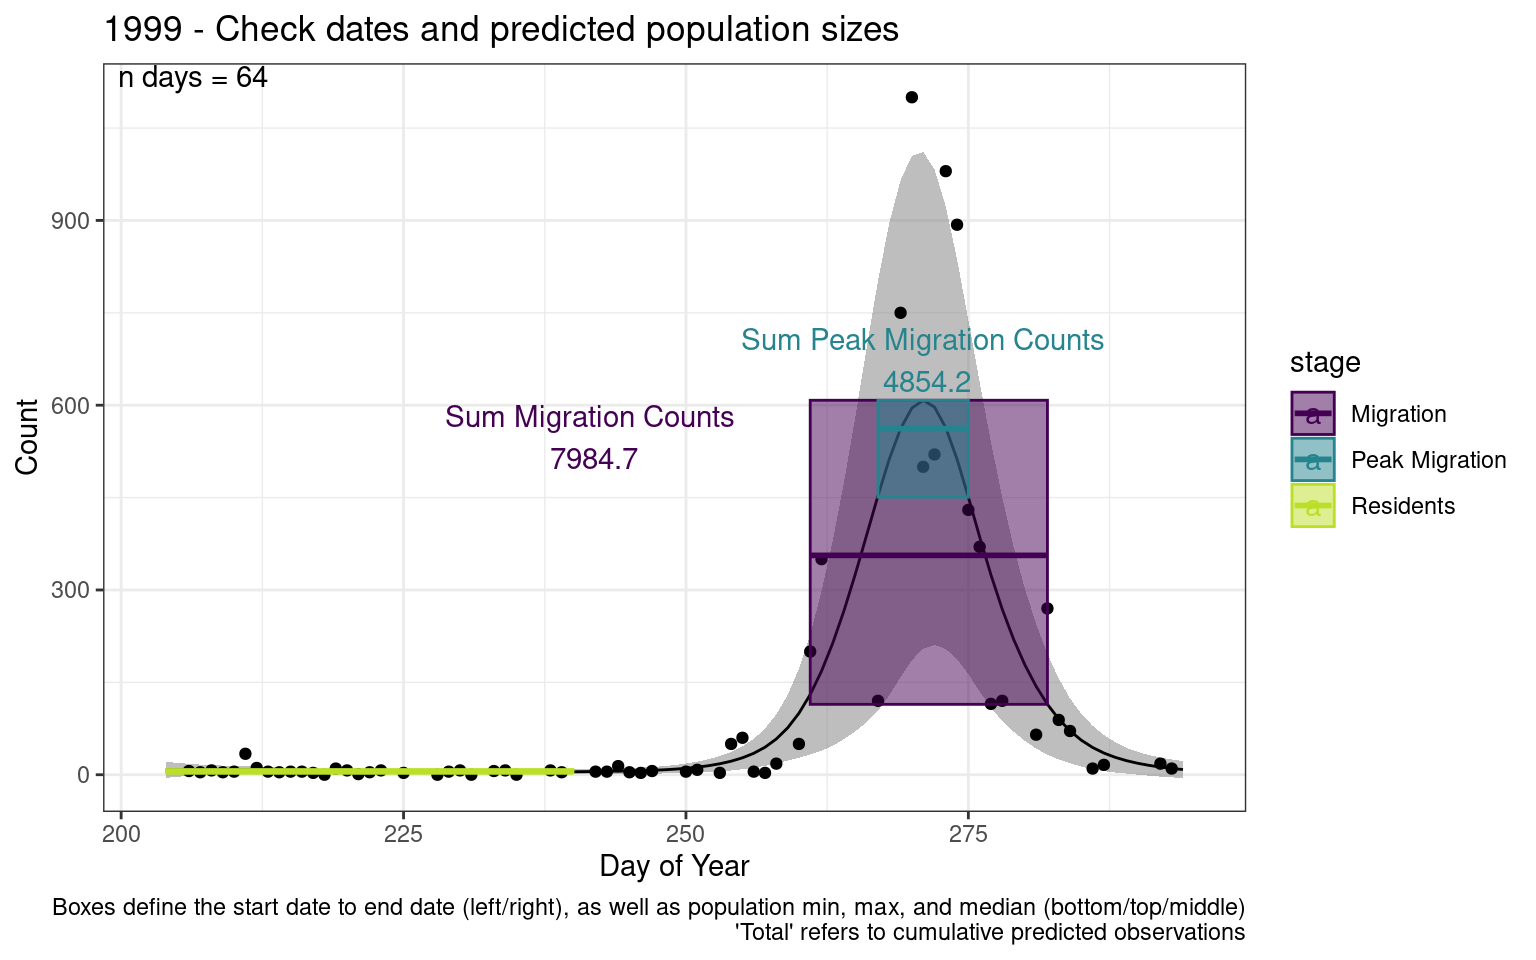 1999 - Check dates and predicted population sizes
n days = 64
900
600
300
0
Count
Sum Peak Migration Counts
4854.2
Sum Migration Counts
7984.7
200
225
250
275
Day of Year
stage
a Migration
a Peak Migration
a Residents
Boxes define the start date to end date (left/right), as well as population min, max, and median (bottom/top/middle)
'Total' refers to cumulative predicted observations